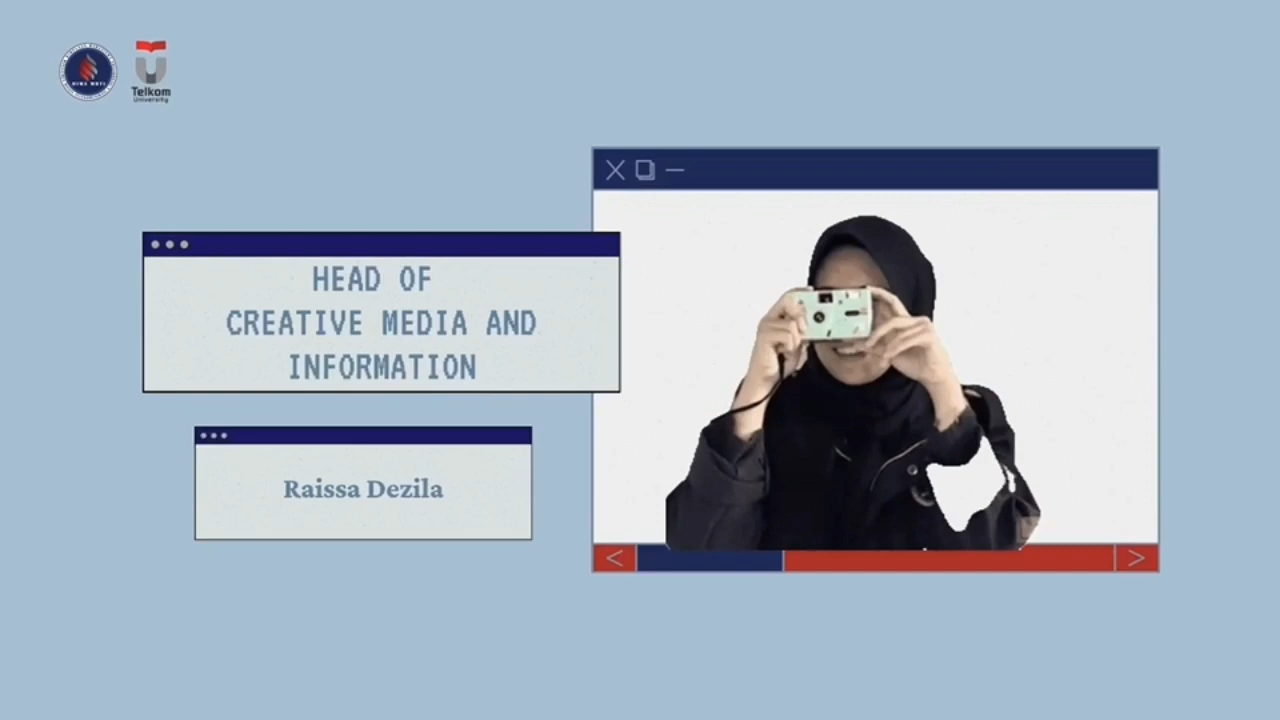 Telkom
University
HEAD OF
CREATIVE MEDIA AND
INFORMATION
Raissa Dezila